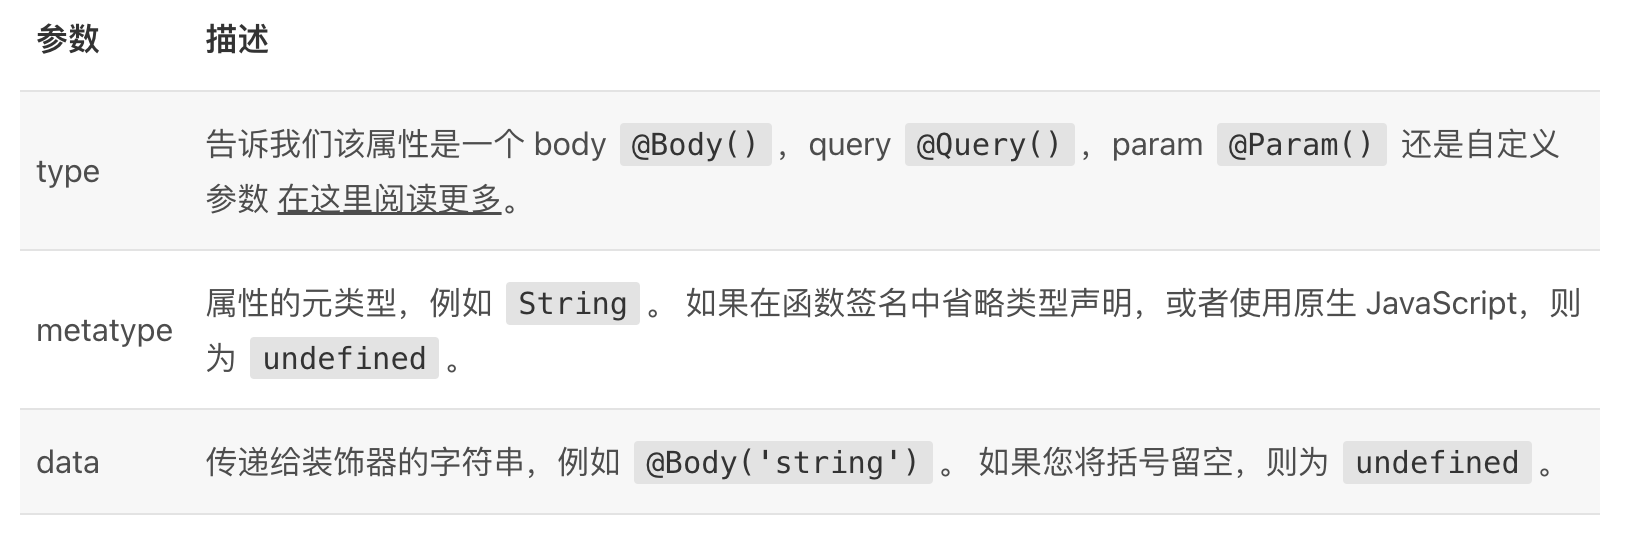 参数 描述
告诉我们该属性是一个 body @Body()，query @Query()，param @Param() 还是自定义
type
参数 在这里阅读更多。
属性的元类型，例如 String 。 如果在函数签名中省略类型声明，或者使用原生 JavaScript，则
metatype
为 undefined 。
data 传递给装饰器的字符串，例如 @Body('string') 。 如果您将括号留空，则为 undefined 。